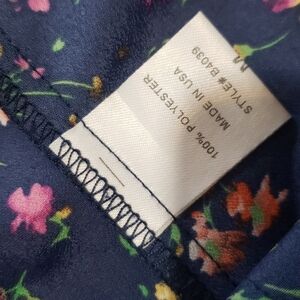 M
100% POLYESTER
MADE IN USA
STYLE# B4039